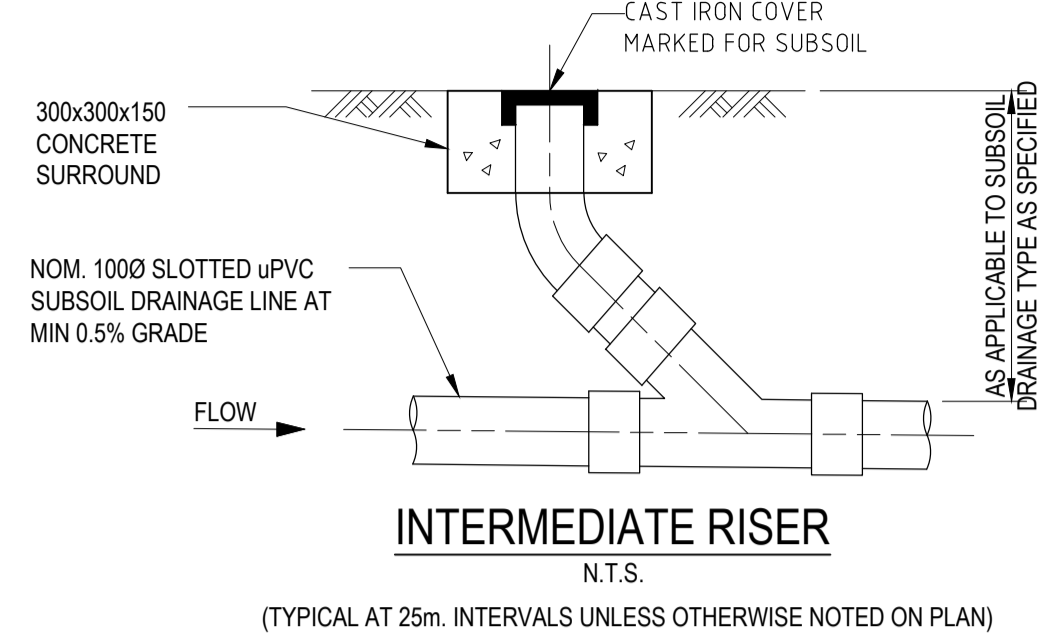 CAST IRON COVER
MARKED FOR SUBSOIL
300x300x150
CONCRETE
SURROUND
NOM. 100Ø SLOTTED uPVC
SUBSOIL DRAINAGE LINE AT
MIN 0.5% GRADE
FLOW
AS APPLICABLE TO SUBSOIL
DRAINAGE TYPE AS SPECIFIED
INTERMEDIATE RISER
N.T.S.
(TYPICAL AT 25m. INTERVALS UNLESS OTHERWISE NOTED ON PLAN)